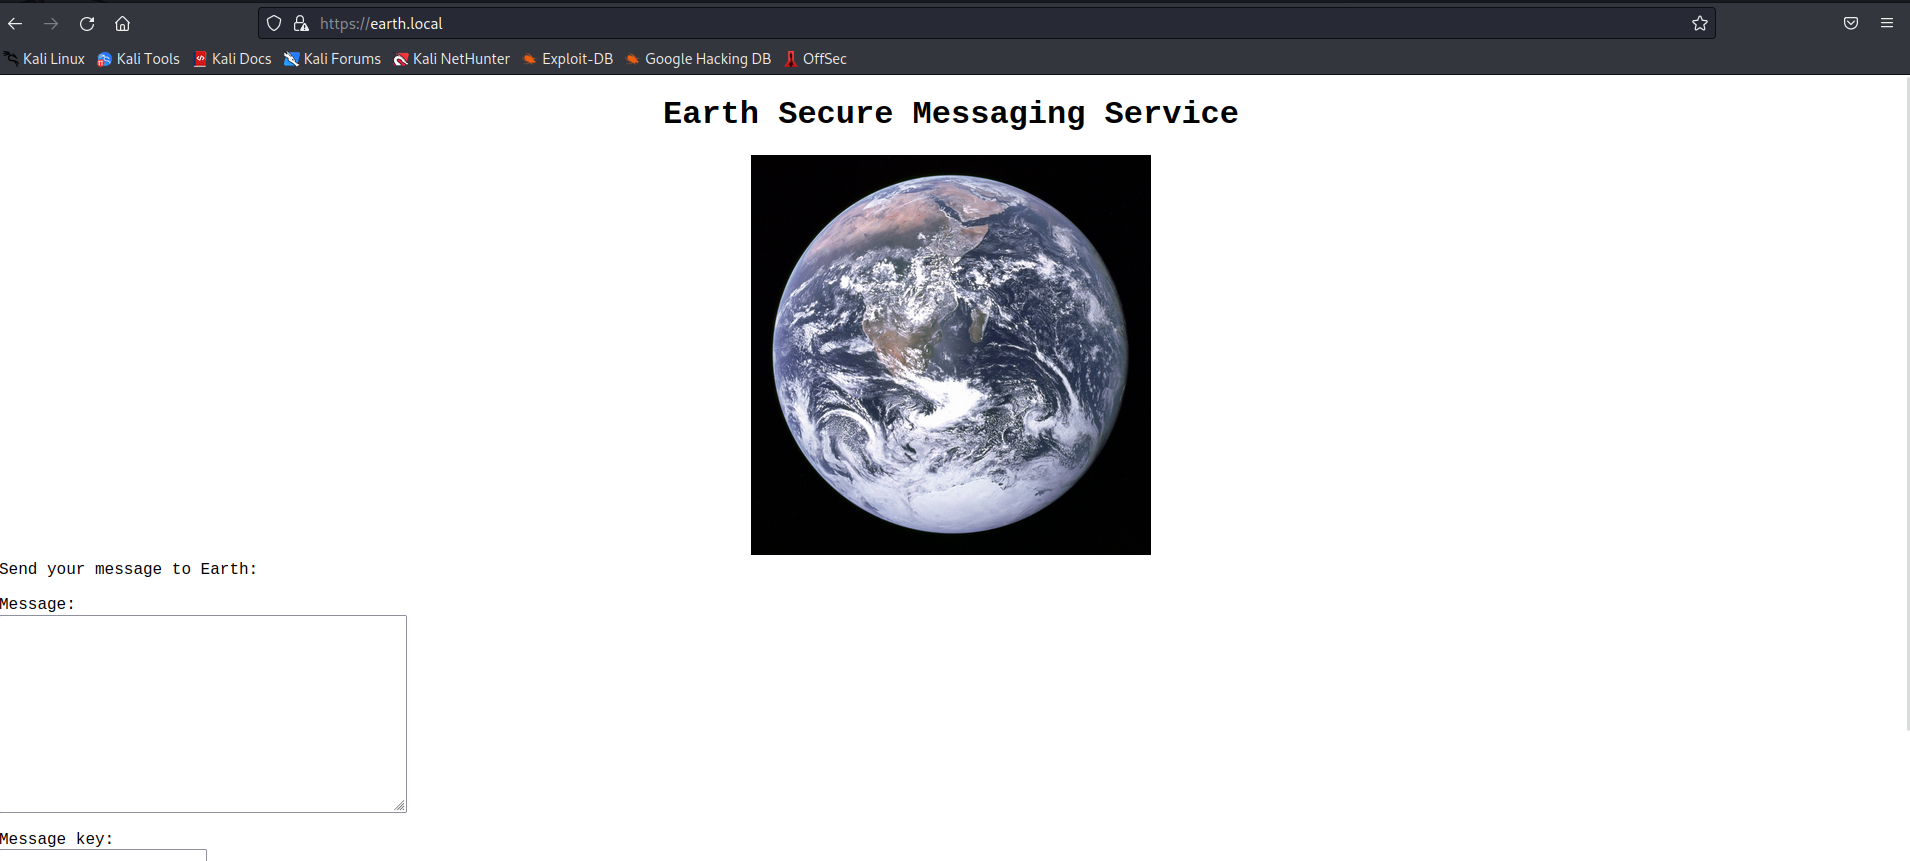 https://earth.local
Kali Linux Kali Tools Kali Docs Kali Forums Kali NetHunter Exploit-DB Google Hacking DB OffSec
Earth Secure Messaging Service
Send your message to Earth:
Message:
Message key: